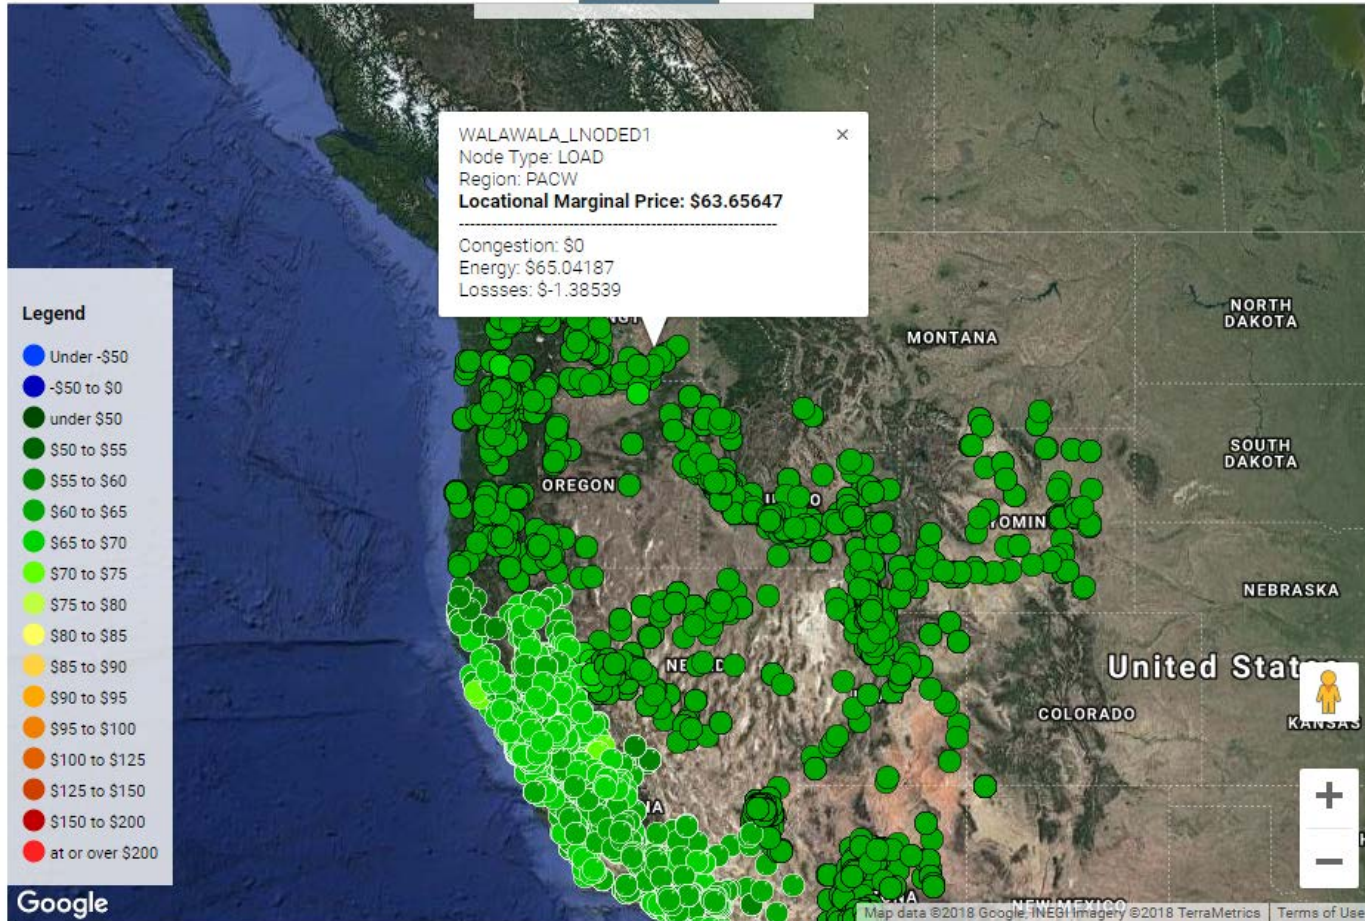 WALAWALA_LNODED1
Node Type: LOAD
Region: PACW
Locational Marginal Price: $63.65647
------------------------------------------------------------
Congestion: $0
Energy: $65.04187
Lossses: $-1.38539
×
Legend
Under -$50
-$50 to $0
under $50
$50 to $55
$55 to $60
$60 to $65
$65 to $70
$70 to $75
$75 to $80
$80 to $85
$85 to $90
$90 to $95
$95 to $100
$100 to $125
$125 to $150
$150 to $200
at or over $200
MONTANA
NORTH
DAKOTA
SOUTH
DAKOTA
OREGON
NEBRASKA
United Stat
COLORADO
KANSAS
NEW MEXICO
+
−
Google
Map data ©2018 Google, INEGI Imagery ©2018 TerraMetrics
Terms of Use